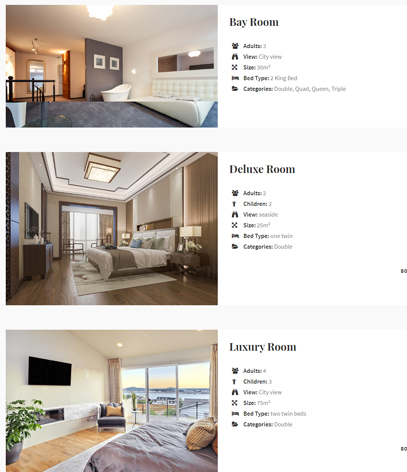 Bay Room
Adults: 3
View: City view
Size: 30m²
Bed Type: 2 King Bed
Categories: Double, Quad, Queen, Triple
Deluxe Room
Adults: 2
Children: 2
View: seaside
Size: 25m²
Bed Type: one twin
Categories: Double
Luxury Room
Adults: 4
Children: 3
View: City view
Size: 75m²
Bed Type: two twin beds
Categories: Double